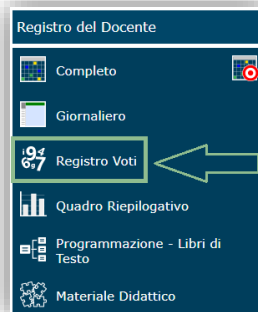 Registro del Docente
Completo
Giornaliero
Registro Voti
Quadro Riepilogativo
Programmazione - Libri di
Testo
Materiale Didattico